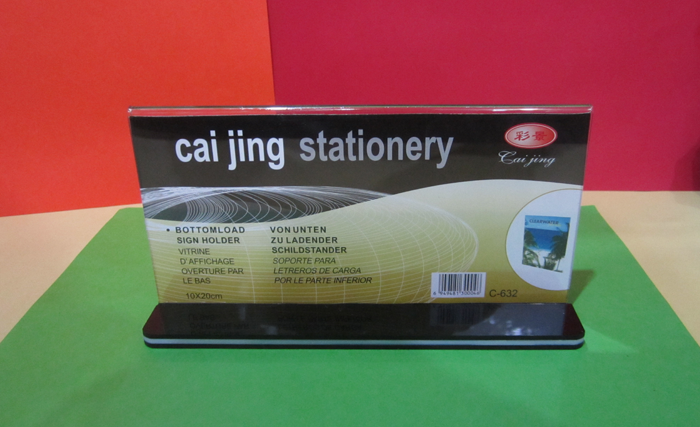 彩景
Cai jing
cai jing stationery
• BOTTOMLOAD
SIGN HOLDER
VITRINE
D'AFFICHAGE
OVERTURE PAR
LE BAS
10X20cm
VON UNTEN
ZU LADENDER
SCHILDSTANDER
SOPORTE PARA
LETREROS DE CARGA
POR LE PARTE INFERIOR
C-632